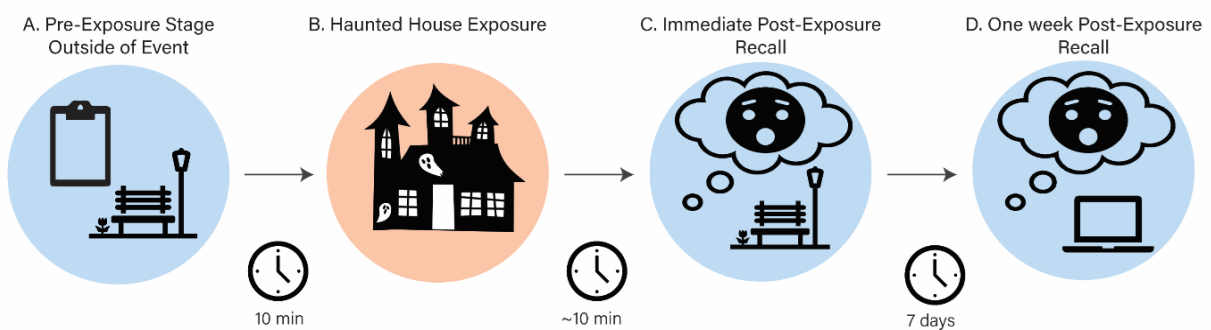 A. Pre-Exposure Stage
Outside of Event
B. Haunted House Exposure
C. Immediate Post-Exposure
Recall
D. One week Post-Exposure
Recall
10 min
~10 min
7 days